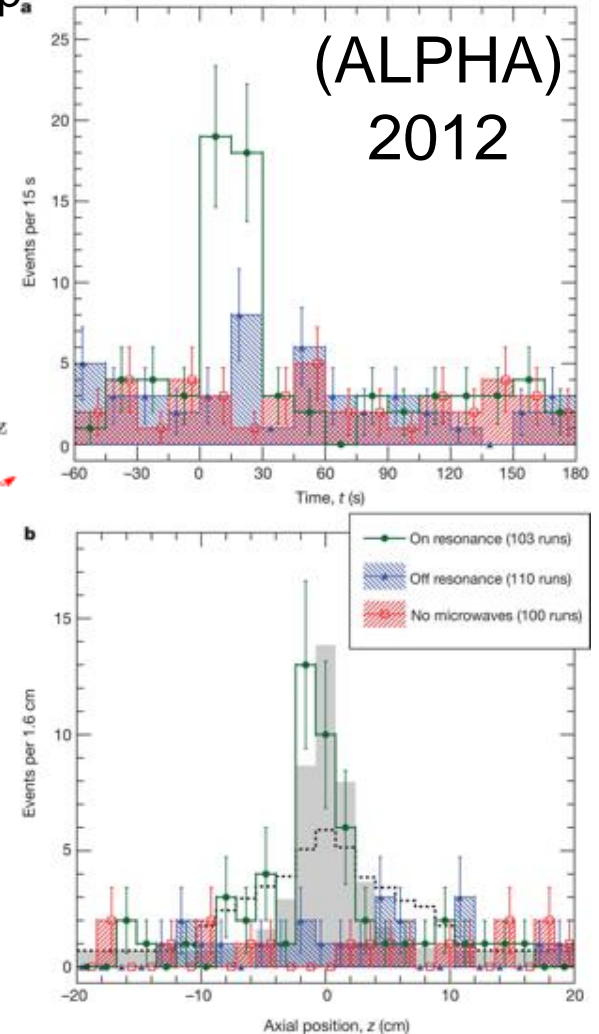 p
a
(ALPHA)
2012
Events per 15 s
25
20
15
10
5
0
−60 −30 0 30 60 90 120 150 180
Time, t (s)
z
b
On resonance (103 runs)
Off resonance (110 runs)
No microwaves (100 runs)
Events per 1.6 cm
15
10
5
0
−20 −10 0 10 20
Axial position, z (cm)